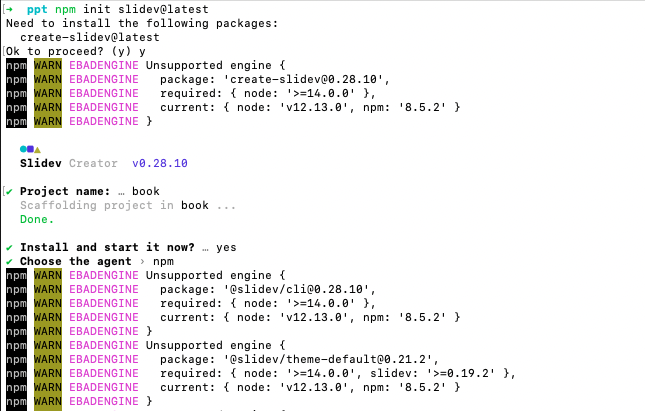 ➜  ppt npm init slidev@latest
Need to install the following packages:
  create-slidev@latest
Ok to proceed? (y) y
npm WARN EBADENGINE Unsupported engine {
npm WARN EBADENGINE   package: 'create-slidev@0.28.10',
npm WARN EBADENGINE   required: { node: '>=14.0.0' },
npm WARN EBADENGINE   current: { node: 'v12.13.0', npm: '8.5.2' }
npm WARN EBADENGINE }
●■▲
Slidev Creator  v0.28.10
✔ Project name: … book
Scaffolding project in book ...
Done.
✔ Install and start it now? … yes
✔ Choose the agent › npm
npm WARN EBADENGINE Unsupported engine {
npm WARN EBADENGINE   package: '@slidev/cli@0.28.10',
npm WARN EBADENGINE   required: { node: '>=14.0.0' },
npm WARN EBADENGINE   current: { node: 'v12.13.0', npm: '8.5.2' }
npm WARN EBADENGINE }
npm WARN EBADENGINE Unsupported engine {
npm WARN EBADENGINE   package: '@slidev/theme-default@0.21.2',
npm WARN EBADENGINE   required: { node: '>=14.0.0', slidev: '>=0.19.2' },
npm WARN EBADENGINE   current: { node: 'v12.13.0', npm: '8.5.2' }
npm WARN EBADENGINE }